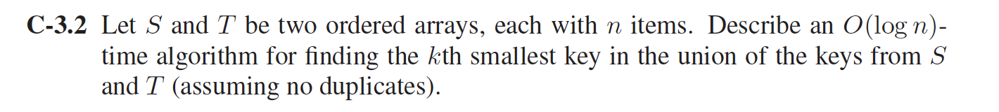 C-3.2 Let S and T be two ordered arrays, each with n items. Describe an O(log n)-
time algorithm for finding the kth smallest key in the union of the keys from S
and T (assuming no duplicates).